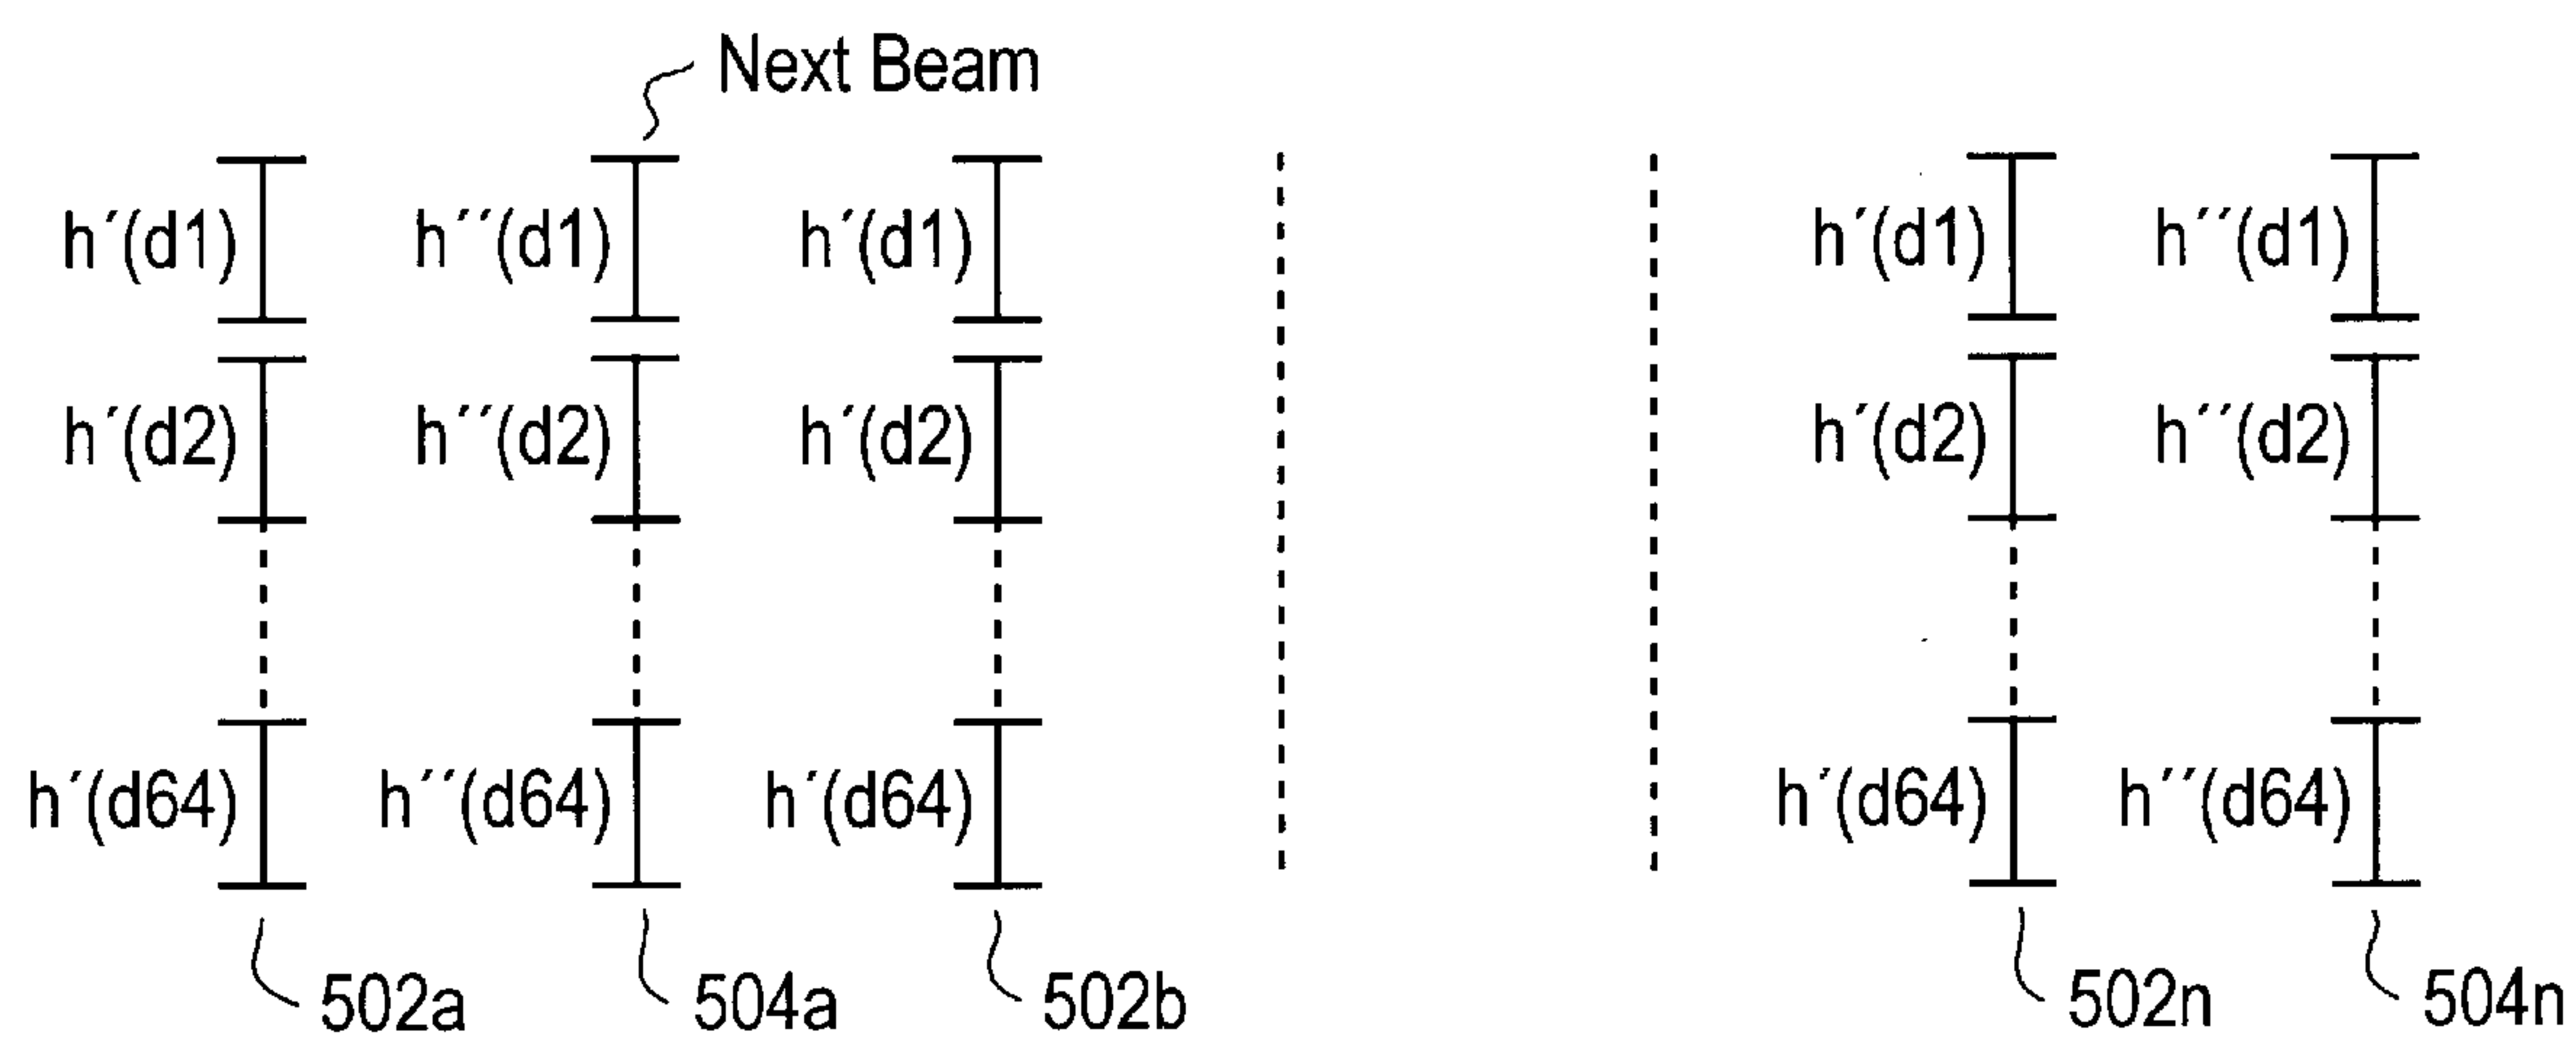 Next Beam
h´(d1) h´´(d1) h´(d1) h´(d1) h´´(d1)
h´(d2) h´´(d2) h´(d2) h´(d2) h´´(d2)
h´(d64) h´´(d64) h´(d64) h´(d64) h´´(d64)
502a 504a 502b 502n 504n